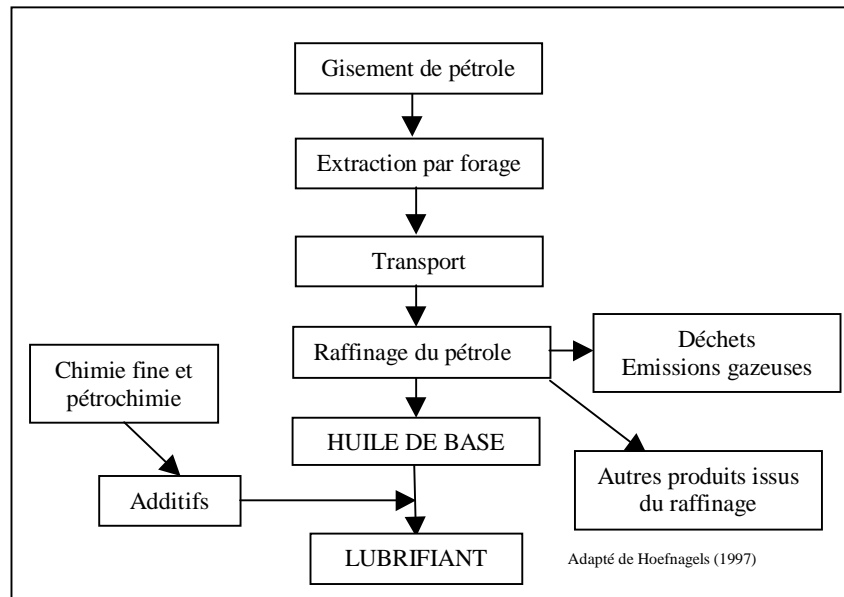 Gisement de pétrole
Extraction par forage
Transport
Raffinage du pétrole
Déchets
Emissions gazeuses
Chimie fine et
pétrochimie
HUILE DE BASE
Autres produits issus
du raffinage
Additifs
LUBRIFIANT
Adapté de Hoefnagels (1997)